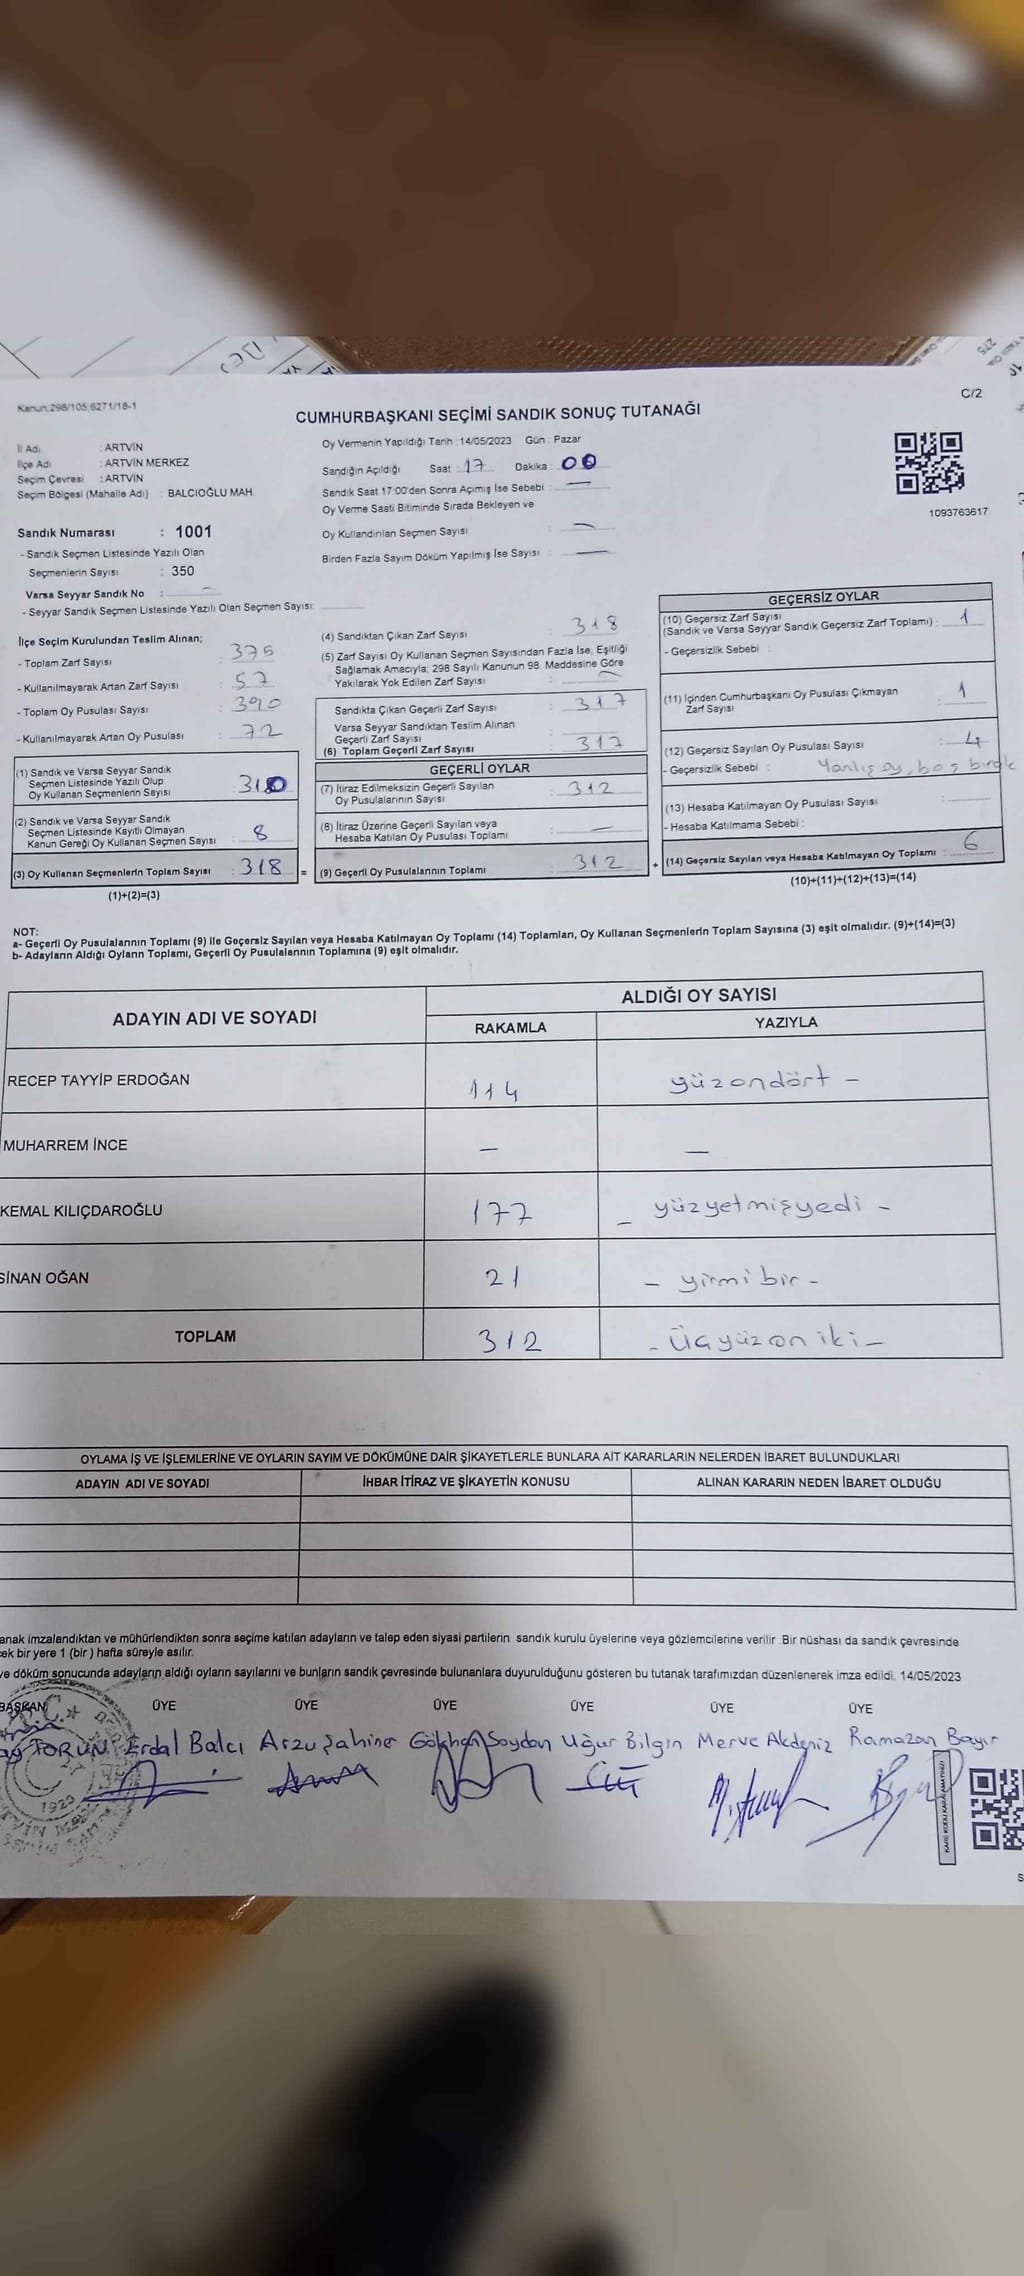 Kanun:298/105;6271/18-1
C/2
CUMHURBAŞKANI SEÇİMİ SANDIK SONUÇ TUTANAĞI
İl Adı : ARTVİN
İlçe Adı : ARTVİN MERKEZ
Seçim Çevresi : ARTVİN
Seçim Bölgesi (Mahalle Adı) : BALCIOĞLU MAH.
Sandık Numarası : 1001
- Sandık Seçmen Listesinde Yazılı Olan
Seçmenlerin Sayısı : 350
Varsa Seyyar Sandık No : —
- Seyyar Sandık Seçmen Listesinde Yazılı Olan Seçmen Sayısı:
Oy Vermenin Yapıldığı Tarih : 14/05/2023 Gün : Pazar
Sandığın Açıldığı Saat : 17 Dakika : 00
Sandık Saat 17:00'den Sonra Açımış İse Sebebi : —
Oy Verme Saati Bitiminde Sırada Bekleyen ve
Oy Kullandırılan Seçmen Sayısı : —
Birden Fazla Sayım Döküm Yapılmış İse Sayısı : —
1093763617
İlçe Seçim Kurulundan Teslim Alınan;
- Toplam Zarf Sayısı : 375
- Kullanılmayarak Artan Zarf Sayısı : 57
- Toplam Oy Pusulası Sayısı : 390
- Kullanılmayarak Artan Oy Pusulası : 72
(1) Sandık ve Varsa Seyyar Sandık
Seçmen Listesinde Yazılı Olup
Oy Kullanan Seçmenlerin Sayısı : 310
(2) Sandık ve Varsa Seyyar Sandık
Seçmen Listesinde Kayıtlı Olmayan
Kanun Gereği Oy Kullanan Seçmen Sayısı : 8
(3) Oy Kullanan Seçmenlerin Toplam Sayısı : 318 =
(1)+(2)=(3)
(4) Sandıktan Çıkan Zarf Sayısı : 318
(5) Zarf Sayısı Oy Kullanan Seçmen Sayısından Fazla İse, Eşitliği
Sağlamak Amacıyla; 298 Sayılı Kanunun 98. Maddesine Göre
Yakılarak Yok Edilen Zarf Sayısı : —
Sandıkta Çıkan Geçerli Zarf Sayısı : 317
Varsa Seyyar Sandıktan Teslim Alınan
Geçerli Zarf Sayısı :
(6) Toplam Geçerli Zarf Sayısı : 317
GEÇERLİ OYLAR
(7) İtiraz Edilmeksizin Geçerli Sayılan
Oy Pusulalarının Sayısı : 312
(8) İtiraz Üzerine Geçerli Sayılan veya
Hesaba Katılan Oy Pusulası Toplamı : —
(9) Geçerli Oy Pusulalarının Toplamı : 312 +
GEÇERSİZ OYLAR
(10) Geçersiz Zarf Sayısı
(Sandık ve Varsa Seyyar Sandık Geçersiz Zarf Toplamı) : 1
- Geçersizlik Sebebi :
(11) İçinden Cumhurbaşkanı Oy Pusulası Çıkmayan
Zarf Sayısı : 1
(12) Geçersiz Sayılan Oy Pusulası Sayısı : 4
- Geçersizlik Sebebi : Yanlış oy, boş
(13) Hesaba Katılmayan Oy Pusulası Sayısı :
- Hesaba Katılmama Sebebi :
(14) Geçersiz Sayılan veya Hesaba Katılmayan Oy Toplamı : 6
(10)+(11)+(12)+(13)=(14)
NOT:
a- Geçerli Oy Pusulalarının Toplamı (9) ile Geçersiz Sayılan veya Hesaba Katılmayan Oy Toplamı (14) Toplamları, Oy Kullanan Seçmenlerin Toplam Sayısına (3) eşit olmalıdır. (9)+(14)=(3)
b- Adayların Aldığı Oyların Toplamı, Geçerli Oy Pusulalarının Toplamına (9) eşit olmalıdır.
ADAYIN ADI VE SOYADI
ALDIĞI OY SAYISI
RAKAMLA YAZIYLA
RECEP TAYYİP ERDOĞAN 114 yüzondört —
MUHARREM İNCE — —
KEMAL KILIÇDAROĞLU 177 — yüzyetmişyedi —
SİNAN OĞAN 21 — yirmibir —
TOPLAM 312 — Üçyüzoniki —
OYLAMA İŞ VE İŞLEMLERİNE VE OYLARIN SAYIM VE DÖKÜMÜNE DAİR ŞİKAYETLERLE BUNLARA AİT KARARLARIN NELERDEN İBARET BULUNDUKLARI
ADAYIN ADI VE SOYADI İHBAR İTİRAZ VE ŞİKAYETİN KONUSU ALINAN KARARIN NEDEN İBARET OLDUĞU
anak imzalandıktan ve mühürlendikten sonra seçime katılan adayların ve talep eden siyasi partilerin sandık kurulu üyelerine veya gözlemcilerine verilir .Bir nüshası da sandık çevresinde
cek bir yere 1 (bir ) hafta süreyle asılır.
ve döküm sonucunda adayların aldığı oyların sayılarını ve bunların sandık çevresinde bulunanlara duyurulduğunu gösteren bu tutanak tarafımızdan düzenlenerek imza edildi. 14/05/2023
BAŞKAN ÜYE ÜYE ÜYE ÜYE ÜYE ÜYE
TORUN Erdal Balcı Arzu Şahiner Gökhan Soydan Uğur Bilgin Merve Akdeniz Ramazan Bayır
T.C.
1923